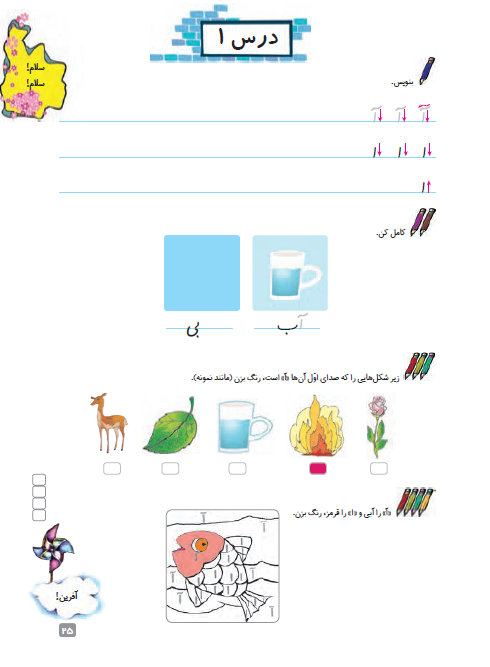 درس ۱
سلام!
سلام!
بنویس.
آ آ آ
ا ا ا
ا
کامل کن.
آب
بی
زیر شکل‌هایی را که صدای اوّل آن‌ها «آ» است، رنگ بزن (مانند نمونه).
«آ» را آبی و «ا» را قرمز، رنگ بزن.
آ
آ
آ
آ
آ
ا
ا
ا
ا
ا
آفرین!
۲۵